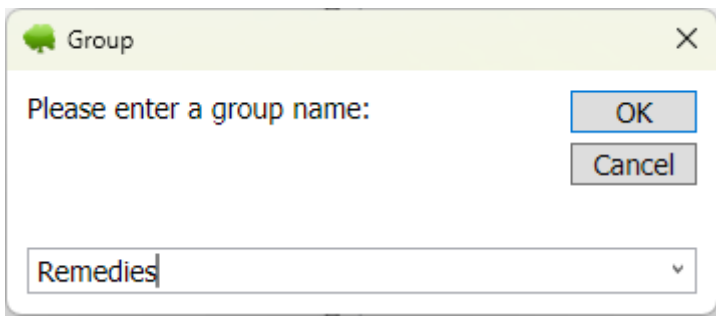 Group
Please enter a group name:
OK
Cancel
Remedies